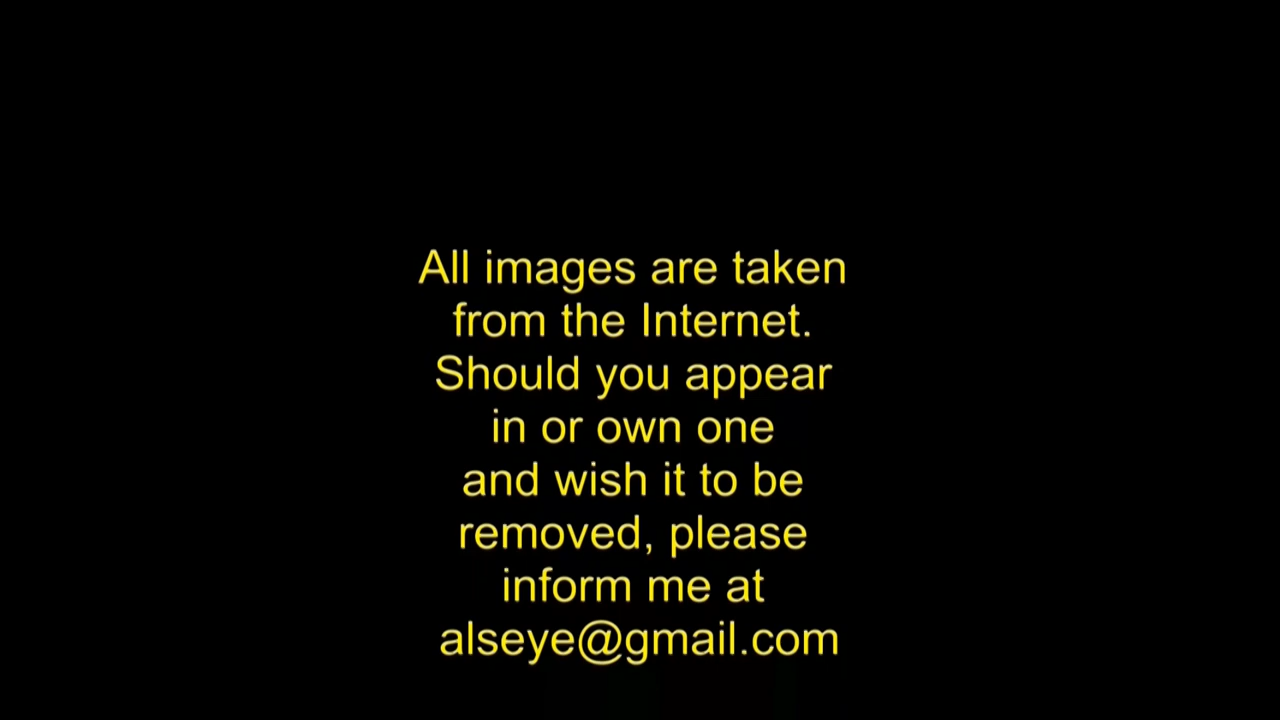 All images are taken
from the Internet.
Should you appear
in or own one
and wish it to be
removed, please
inform me at
alseye@gmail.com